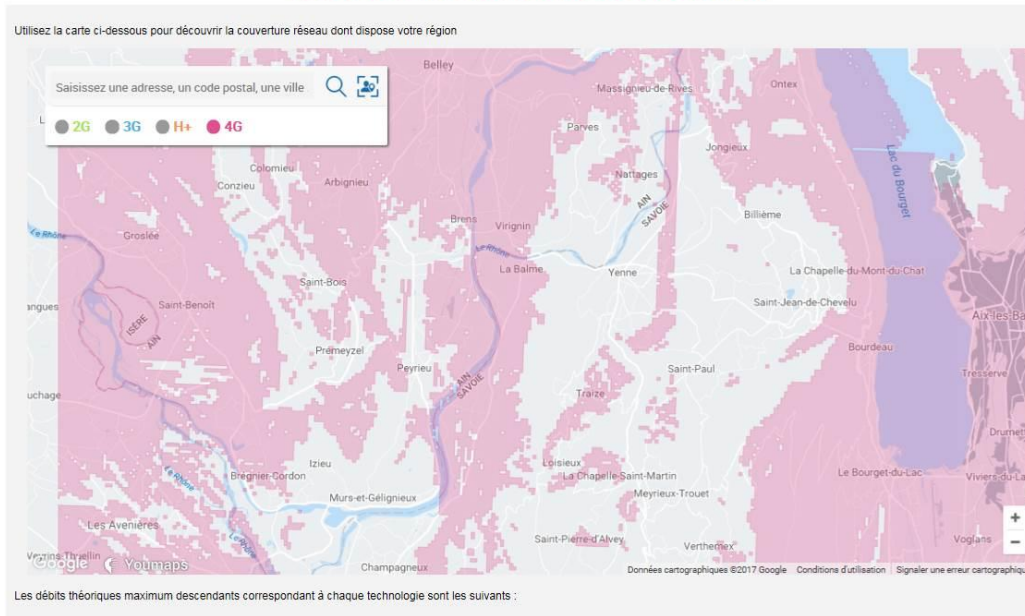 Utilisez la carte ci-dessous pour découvrir la couverture réseau dont dispose votre région
Saisissez une adresse, un code postal, une ville
2G 3G H+ 4G
Belley
Massignieu-de-Rives
Ontex
Parves
Jongieux
Lac du Bourget
Colomieu
Conzieu
Arbignieu
Nattages
AIN
SAVOIE
Billième
Le Rhône
Groslée
Brens
Virignin
Le Rhône
La Balme
Yenne
La Chapelle-du-Mont-du-Chat
Saint-Bois
angues
Saint-Benoît
ISÈRE
AIN
Saint-Jean-de-Chevelu
Aix-les-Ba
Bourdeau
Prémeyzel
Peyrieu
AIN
SAVOIE
Saint-Paul
Tresserve
uchage
Traize
Drumet
Izieu
Loisieux
Le Rhône
Brégnier-Cordon
La Chapelle-Saint-Martin
Le Bourget-du-Lac
Viviers-du-La
Murs-et-Gélignieux
Meyrieux-Trouet
Les Avenières
Le Rhône
Saint-Pierre-d'Alvey
Verthemex
Voglans
+
−
Veyrins-Thuellin
Google Youmaps
Champagneux
Données cartographiques ©2017 Google Conditions d'utilisation Signaler une erreur cartographiqu
Les débits théoriques maximum descendants correspondant à chaque technologie sont les suivants :